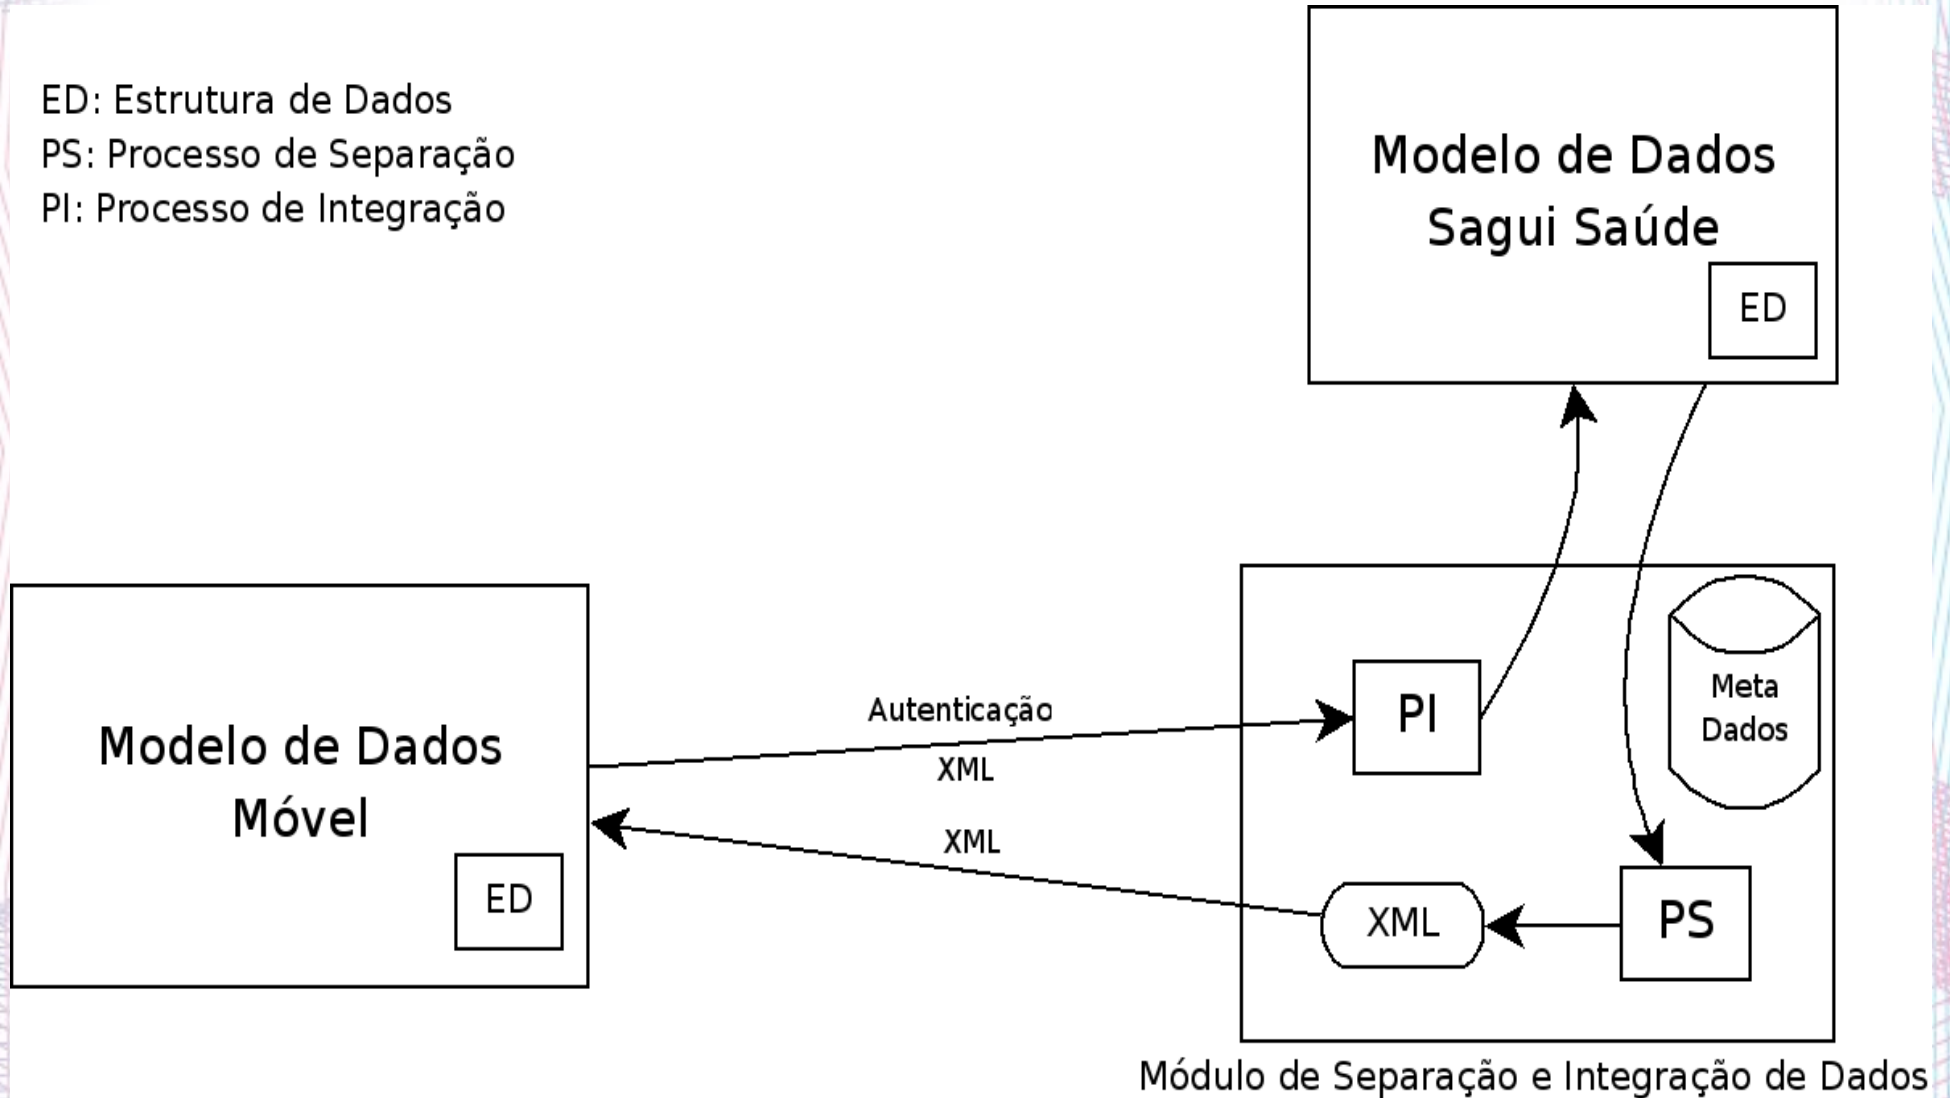 ED: Estrutura de Dados
PS: Processo de Separação
PI: Processo de Integração
Modelo de Dados
Sagui Saúde
ED
Modelo de Dados
Móvel
ED
Autenticação
XML
XML
PI
Meta
Dados
XML
PS
Módulo de Separação e Integração de Dados